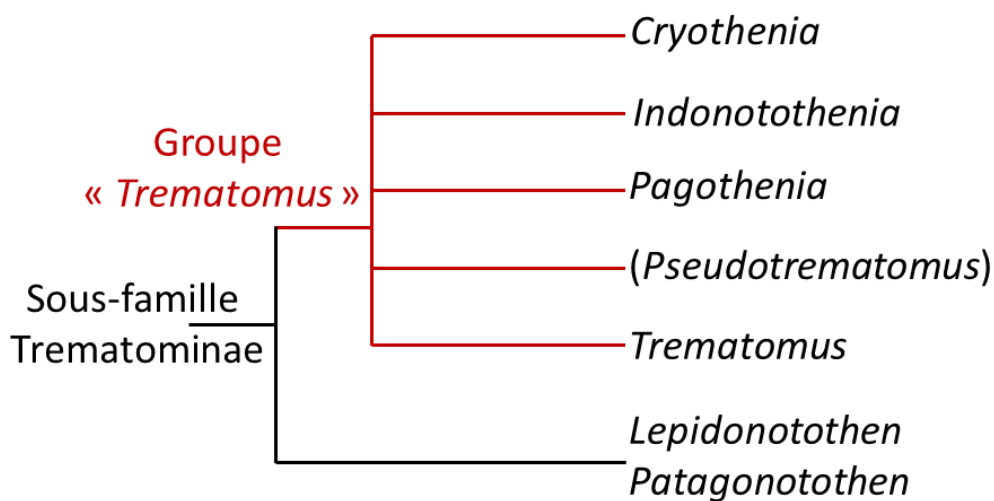 Cryothenia
Indonotothenia
Groupe
« Trematomus »
Pagothenia
(Pseudotrematomus)
Sous-famille
Trematominae
Trematomus
Lepidonotothen
Patagonotothen